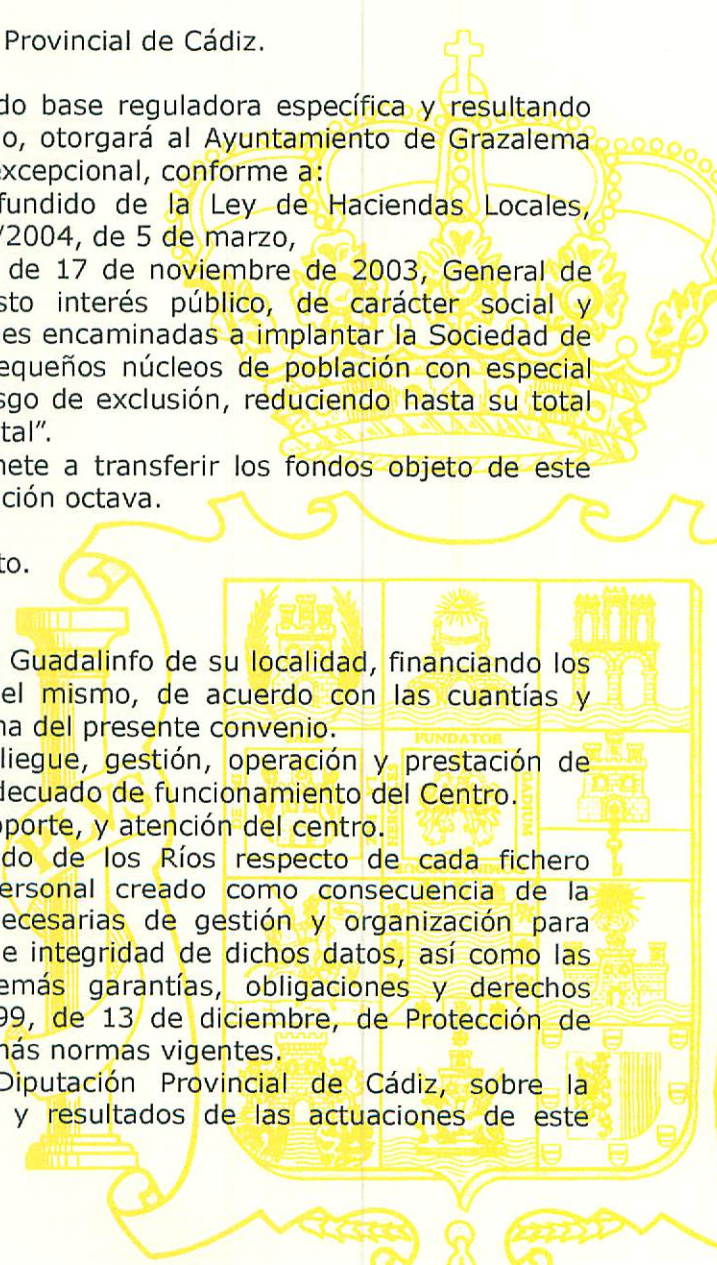 Provincial de Cádiz.
do base reguladora específica y resultando
o, otorgará al Ayuntamiento de Grazalema
excepcional, conforme a:
fundido de la Ley de Haciendas Locales,
/2004, de 5 de marzo,
de 17 de noviembre de 2003, General de
sto interés público, de carácter social y
es encaminadas a implantar la Sociedad de
equeños núcleos de población con especial
sgo de exclusión, reduciendo hasta su total
tal".
nete a transferir los fondos objeto de este
ción octava.
to.
Guadalinfo de su localidad, financiando los
el mismo, de acuerdo con las cuantías y
na del presente convenio.
FUNDATOR
liegue, gestión, operación y prestación de
decuado de funcionamiento del Centro.
GADIUM
oporte, y atención del centro.
do de los Ríos respecto de cada fichero
ersonal creado como consecuencia de la
ecesarias de gestión y organización para
e integridad de dichos datos, así como las
emás garantías, obligaciones y derechos
99, de 13 de diciembre, de Protección de
más normas vigentes.
Diputación Provincial de Cádiz, sobre la
y resultados de las actuaciones de este